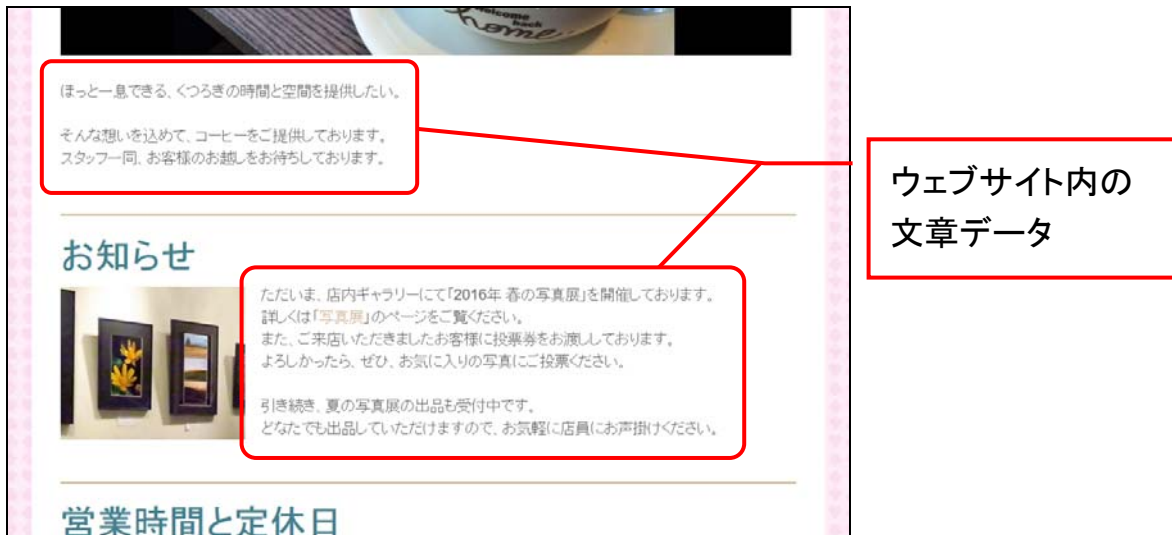 welcome
back
home
ほっと一息できる、くつろぎの時間と空間を提供したい。
そんな想いを込めて、コーヒーをご提供しております。
スタッフ一同、お客様のお越しをお待ちしております。
ウェブサイト内の
文章データ
お知らせ
ただいま、店内ギャラリーにて「2016年 春の写真展」を開催しております。
詳しくは「写真展」のページをご覧ください。
また、ご来店いただきましたお客様に投票券をお渡ししております。
よろしかったら、ぜひ、お気に入りの写真にご投票ください。
引き続き、夏の写真展の出品も受付中です。
どなたでも出品していただけますので、お気軽に店員にお声掛けください。
営業時間と定休日